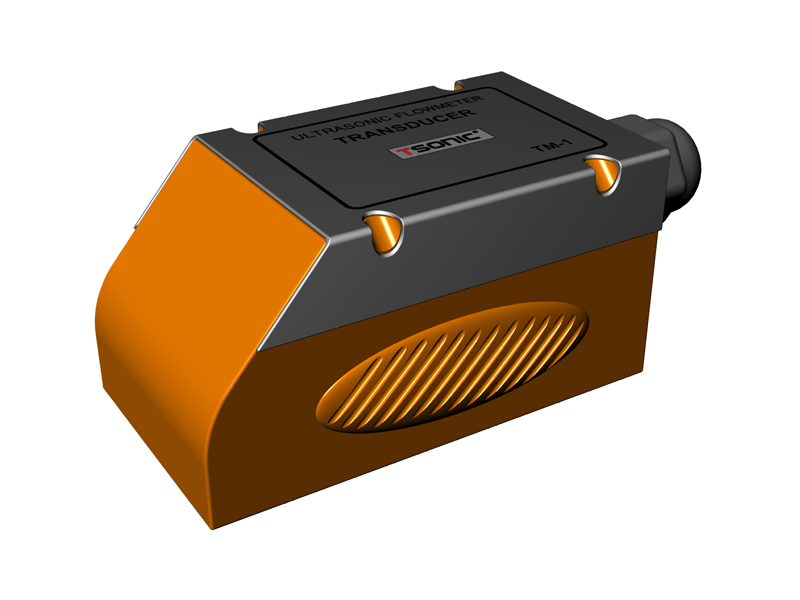 ULTRASONIC FLOWMETER
TRANSDUCER
TSONIC
TM-1